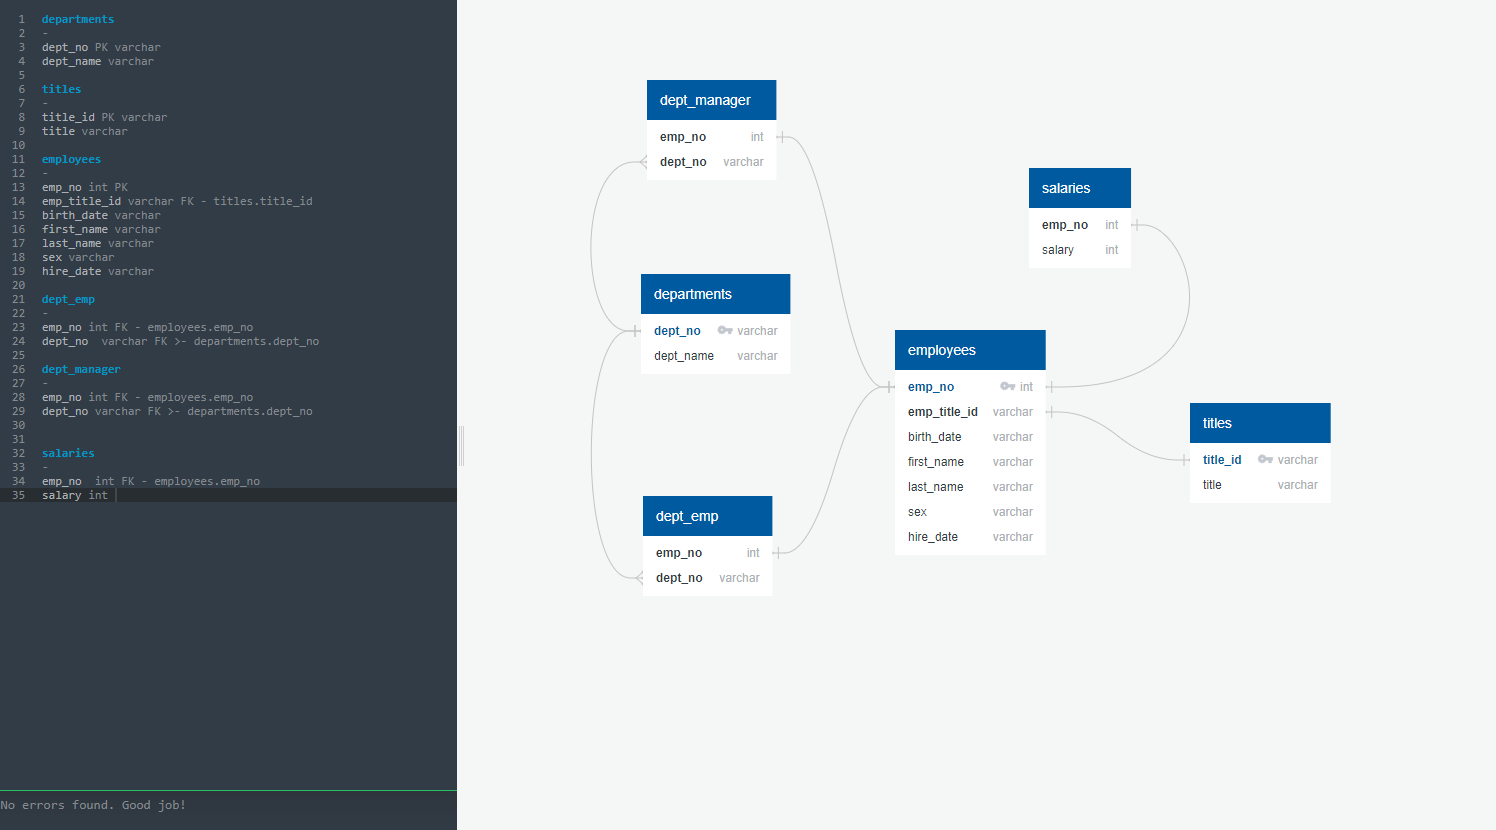 1 departments
2 -
3 dept_no PK varchar
4 dept_name varchar
5
6 titles
7 -
8 title_id PK varchar
9 title varchar
10
11 employees
12 -
13 emp_no int PK
14 emp_title_id varchar FK - titles.title_id
15 birth_date varchar
16 first_name varchar
17 last_name varchar
18 sex varchar
19 hire_date varchar
20
21 dept_emp
22 -
23 emp_no int FK - employees.emp_no
24 dept_no  varchar FK >- departments.dept_no
25
26 dept_manager
27 -
28 emp_no int FK - employees.emp_no
29 dept_no varchar FK >- departments.dept_no
30
31
32 salaries
33 -
34 emp_no  int FK - employees.emp_no
35 salary int
No errors found. Good job!
dept_manager
emp_no int
dept_no varchar
departments
dept_no varchar
dept_name varchar
dept_emp
emp_no int
dept_no varchar
salaries
emp_no int
salary int
employees
emp_no int
emp_title_id varchar
birth_date varchar
first_name varchar
last_name varchar
sex varchar
hire_date varchar
titles
title_id varchar
title varchar